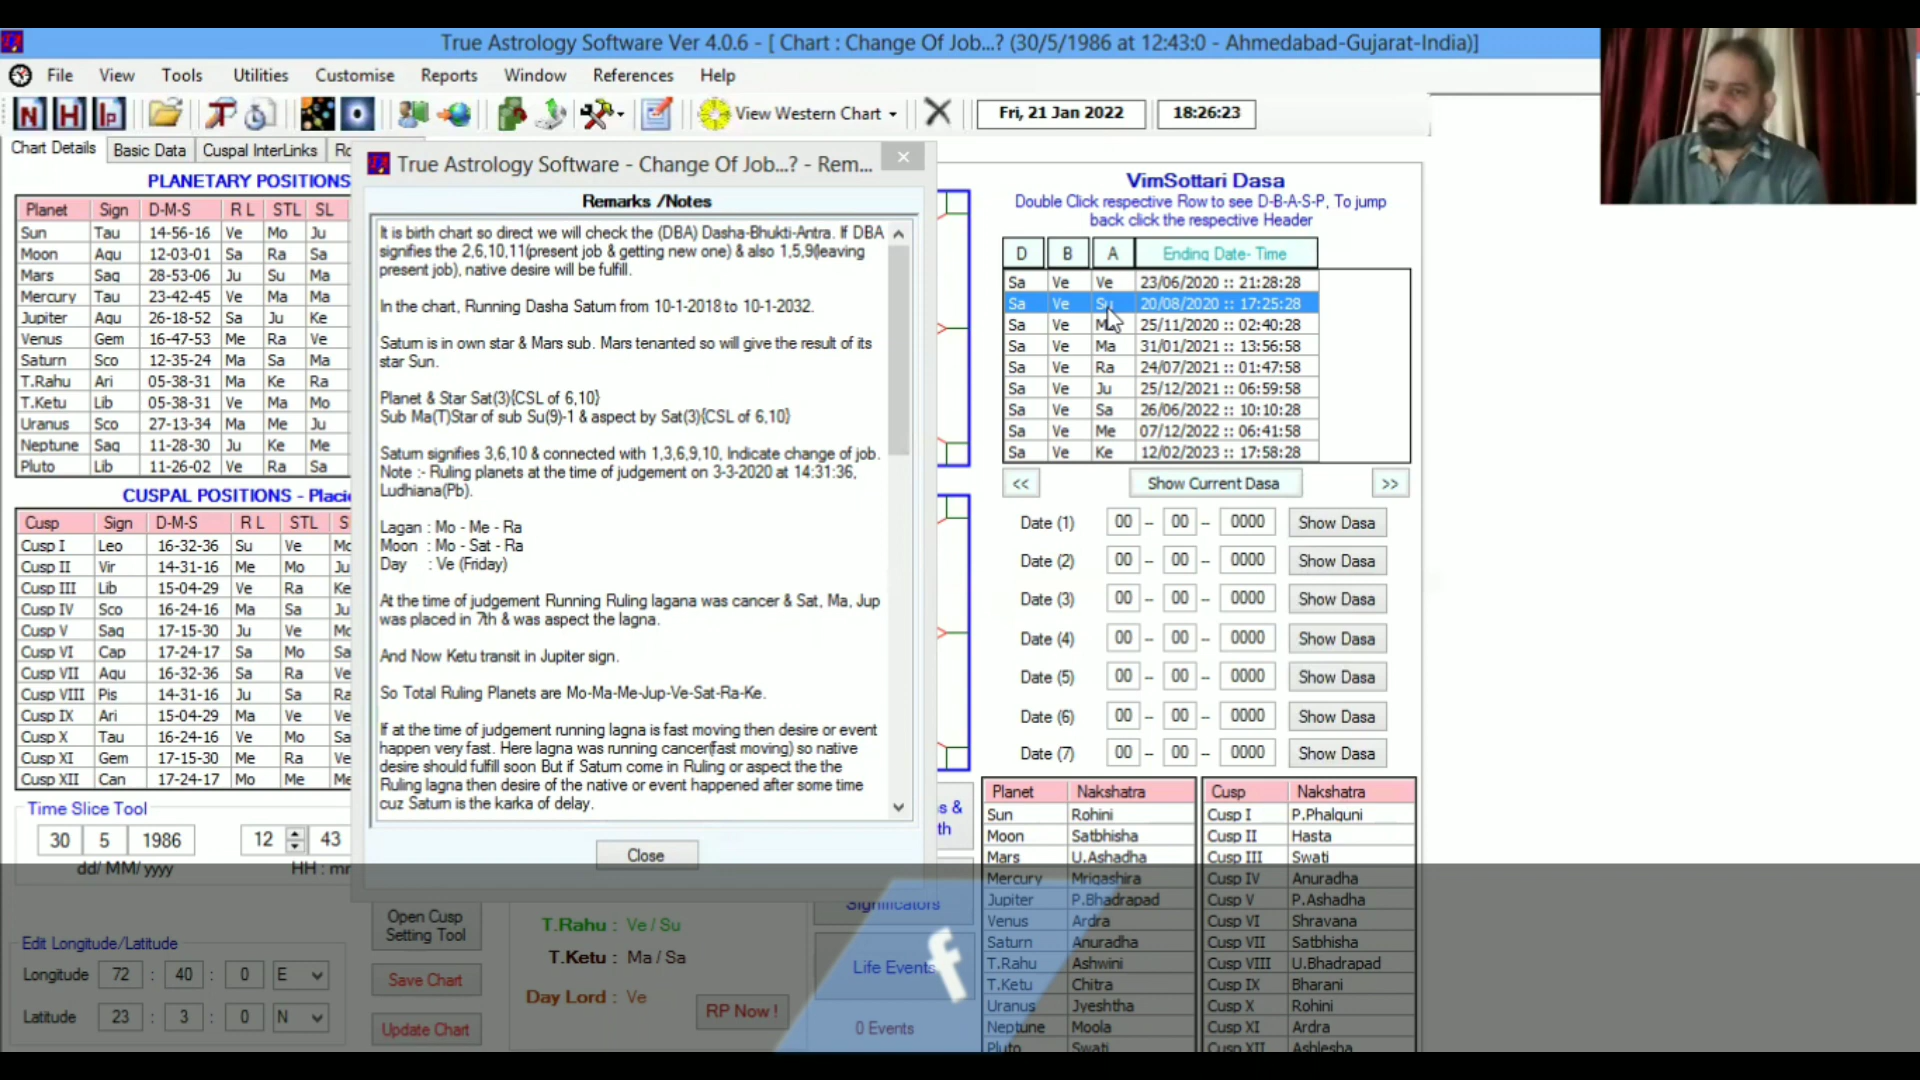 True Astrology Software Ver 4.0.6 - [ Chart : Change Of Job...? (30/5/1986 at 12:43:0 - Ahmedabad-Gujarat-India)]
File View Tools Utilities Customise Reports Window References Help
View Western Chart Fri, 21 Jan 2022 18:26:23
Chart Details Basic Data Cuspal InterLinks
PLANETARY POSITIONS
Planet Sign D-M-S R L STL SL
Sun Tau 14-56-16 Ve Mo Ju
Moon Aqu 12-03-01 Sa Ra Sa
Mars Sag 28-53-06 Ju Su Ma
Mercury Tau 23-42-45 Ve Ma Ma
Jupiter Aqu 26-18-52 Sa Ju Ke
Venus Gem 16-47-53 Me Ra Ve
Saturn Sco 12-35-24 Ma Sa Ma
T.Rahu Ari 05-38-31 Ma Ke Ra
T.Ketu Lib 05-38-31 Ve Ma Mo
Uranus Sco 27-13-34 Ma Me Ju
Neptune Sag 11-28-30 Ju Ke Me
Pluto Lib 11-26-02 Ve Ra Sa
CUSPAL POSITIONS - Placi
Cusp Sign D-M-S R L STL S
Cusp I Leo 16-32-36 Su Ve Mo
Cusp II Vir 14-31-16 Me Mo Ju
Cusp III Lib 15-04-29 Ve Ra Ke
Cusp IV Sco 16-24-16 Ma Sa Ju
Cusp V Sag 17-15-30 Ju Ve Mo
Cusp VI Cap 17-24-17 Sa Mo Sa
Cusp VII Aqu 16-32-36 Sa Ra Ve
Cusp VIII Pis 14-31-16 Ju Sa Ra
Cusp IX Ari 15-04-29 Ma Ve Ve
Cusp X Tau 16-24-16 Ve Mo Sa
Cusp XI Gem 17-15-30 Me Ra Ve
Cusp XII Can 17-24-17 Mo Me Me
Time Slice Tool
30 5 1986 12 43
dd/ MM/ yyyy HH : mm
Edit Longitude/Latitude
Longitude 72 : 40 : 0 E
Latitude 23 : 3 : 0 N
True Astrology Software - Change Of Job...? - Rem...
Remarks /Notes
It is birth chart so direct we will check the (DBA) Dasha-Bhukti-Antra. If DBA
signifies the 2,6,10,11(present job & getting new one) & also 1,5,9(leaving
present job), native desire will be fulfill.
In the chart, Running Dasha Saturn from 10-1-2018 to 10-1-2032.
Saturn is in own star & Mars sub. Mars tenanted so will give the result of its
star Sun.
Planet & Star Sat(3){CSL of 6,10}
Sub Ma(T)Star of sub Su(9)-1 & aspect by Sat(3){CSL of 6,10}
Saturn signifies 3,6,10 & connected with 1,3,6,9,10, Indicate change of job.
Note :- Ruling planets at the time of judgement on 3-3-2020 at 14:31:36,
Ludhiana(Pb).
Lagan : Mo - Me - Ra
Moon : Mo - Sat - Ra
Day : Ve (Friday)
At the time of judgement Running Ruling lagana was cancer & Sat, Ma, Jup
was placed in 7th & was aspect the lagna.
And Now Ketu transit in Jupiter sign.
So Total Ruling Planets are Mo-Ma-Me-Jup-Ve-Sat-Ra-Ke.
If at the time of judgement running lagna is fast moving then desire or event
happen very fast. Here lagna was running cancer(fast moving) so native
desire should fulfill soon But if Saturn come in Ruling or aspect the the
Ruling lagna then desire of the native or event happened after some time
cuz Saturn is the karka of delay.
Close
Open Cusp
Setting Tool
Save Chart
Update Chart
T.Rahu : Ve / Su
T.Ketu : Ma / Sa
Day Lord : Ve
RP Now !
s &
th
Significators
Life Events
0 Events
f
VimSottari Dasa
Double Click respective Row to see D-B-A-S-P, To jump
back click the respective Header
D B A Ending Date- Time
Sa Ve Ve 23/06/2020 :: 21:28:28
Sa Ve Su 20/08/2020 :: 17:25:28
Sa Ve 25/11/2020 :: 02:40:28
Sa Ve Ma 31/01/2021 :: 13:56:58
Sa Ve Ra 24/07/2021 :: 01:47:58
Sa Ve Ju 25/12/2021 :: 06:59:58
Sa Ve Sa 26/06/2022 :: 10:10:28
Sa Ve Me 07/12/2022 :: 06:41:58
Sa Ve Ke 12/02/2023 :: 17:58:28
<< Show Current Dasa >>
Date (1) 00 -- 00 -- 0000 Show Dasa
Date (2) 00 -- 00 -- 0000 Show Dasa
Date (3) 00 -- 00 -- 0000 Show Dasa
Date (4) 00 -- 00 -- 0000 Show Dasa
Date (5) 00 -- 00 -- 0000 Show Dasa
Date (6) 00 -- 00 -- 0000 Show Dasa
Date (7) 00 -- 00 -- 0000 Show Dasa
Planet Nakshatra
Sun Rohini
Moon Satbhisha
Mars U.Ashadha
Mercury Mrigashira
Jupiter P.Bhadrapad
Venus Ardra
Saturn Anuradha
T.Rahu Ashwini
T.Ketu Chitra
Uranus Jyeshtha
Neptune Moola
Pluto Swati
Cusp Nakshatra
Cusp I P.Phalguni
Cusp II Hasta
Cusp III Swati
Cusp IV Anuradha
Cusp V P.Ashadha
Cusp VI Shravana
Cusp VII Satbhisha
Cusp VIII U.Bhadrapad
Cusp IX Bharani
Cusp X Rohini
Cusp XI Ardra
Cusp XII Ashlesha